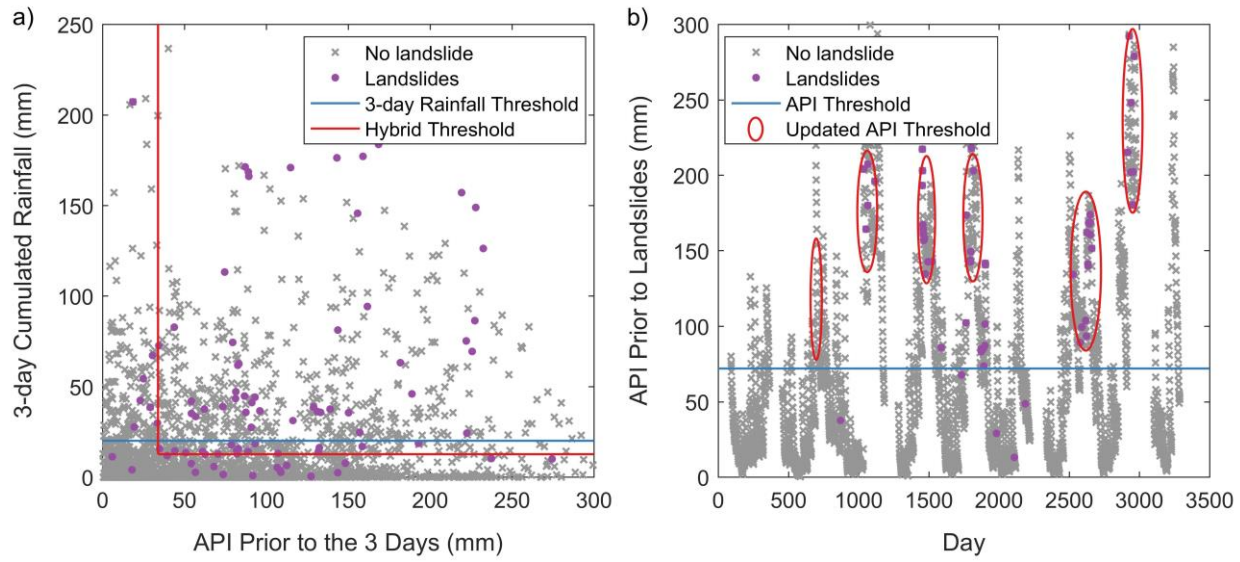 a)
250
200
150
100
50
0
3-day Cumulated Rainfall (mm)
No landslide
Landslides
3-day Rainfall Threshold
Hybrid Threshold
0 50 100 150 200 250 300
API Prior to the 3 Days (mm)
b)
300
250
300
200
150
100
50
0
API Prior to Landslides (mm)
No landslide
Landslides
API Threshold
Updated API Threshold
0 500 1000 1500 2000 2500 3000 3500
Day